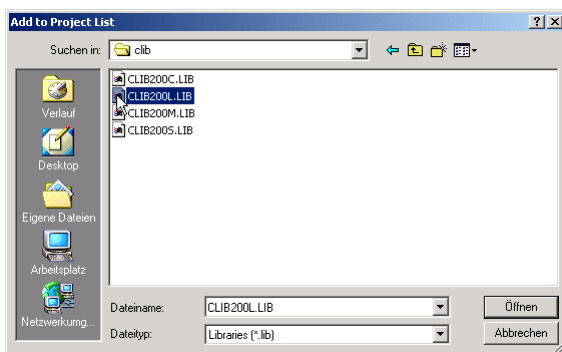 Add to Project List
Suchen in: clib
CLIB200C.LIB
CLIB200L.LIB
CLIB200M.LIB
CLIB200S.LIB
Verlauf
Desktop
Eigene Dateien
Arbeitsplatz
Netzwerkumg...
Dateiname: CLIB200L.LIB Öffnen
Dateityp: Libraries (*.lib) Abbrechen